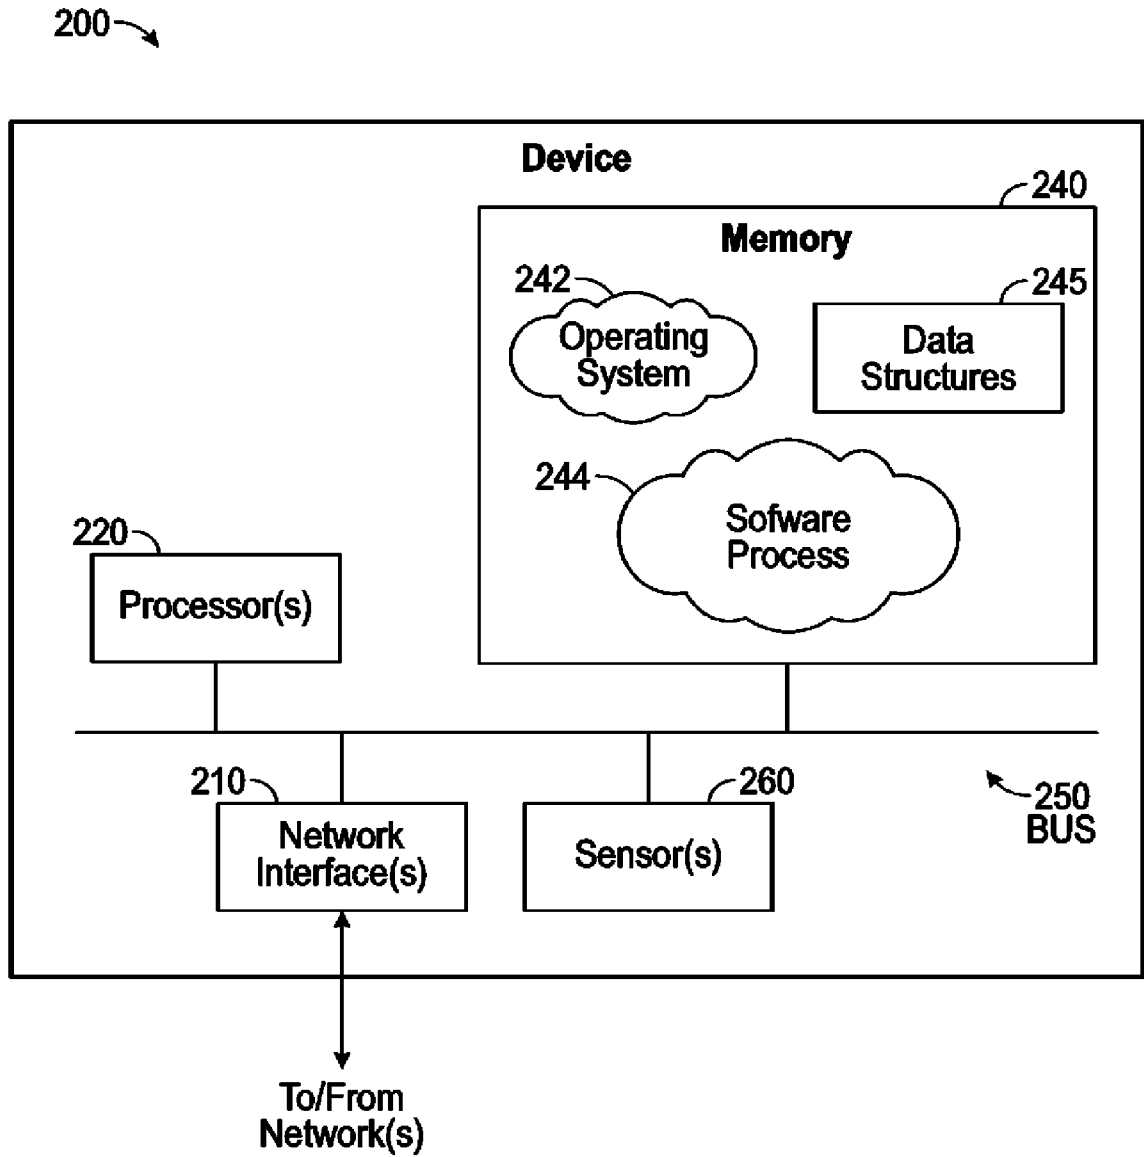 200
Device
240
Memory
242
245
Operating
System
Data
Structures
244
Sofware
Process
220
Processor(s)
210
260
250
BUS
Network
Interface(s)
Sensor(s)
To/From
Network(s)